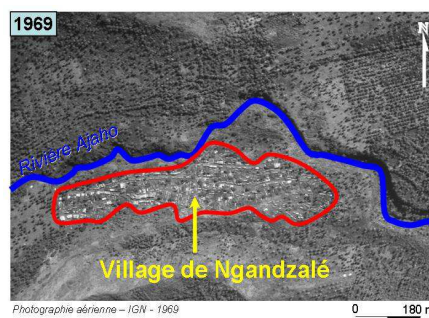 1969
N
Rivière Ajaho
Village de Ngandzalé
Photographie aérienne – IGN - 1969
0 180 m